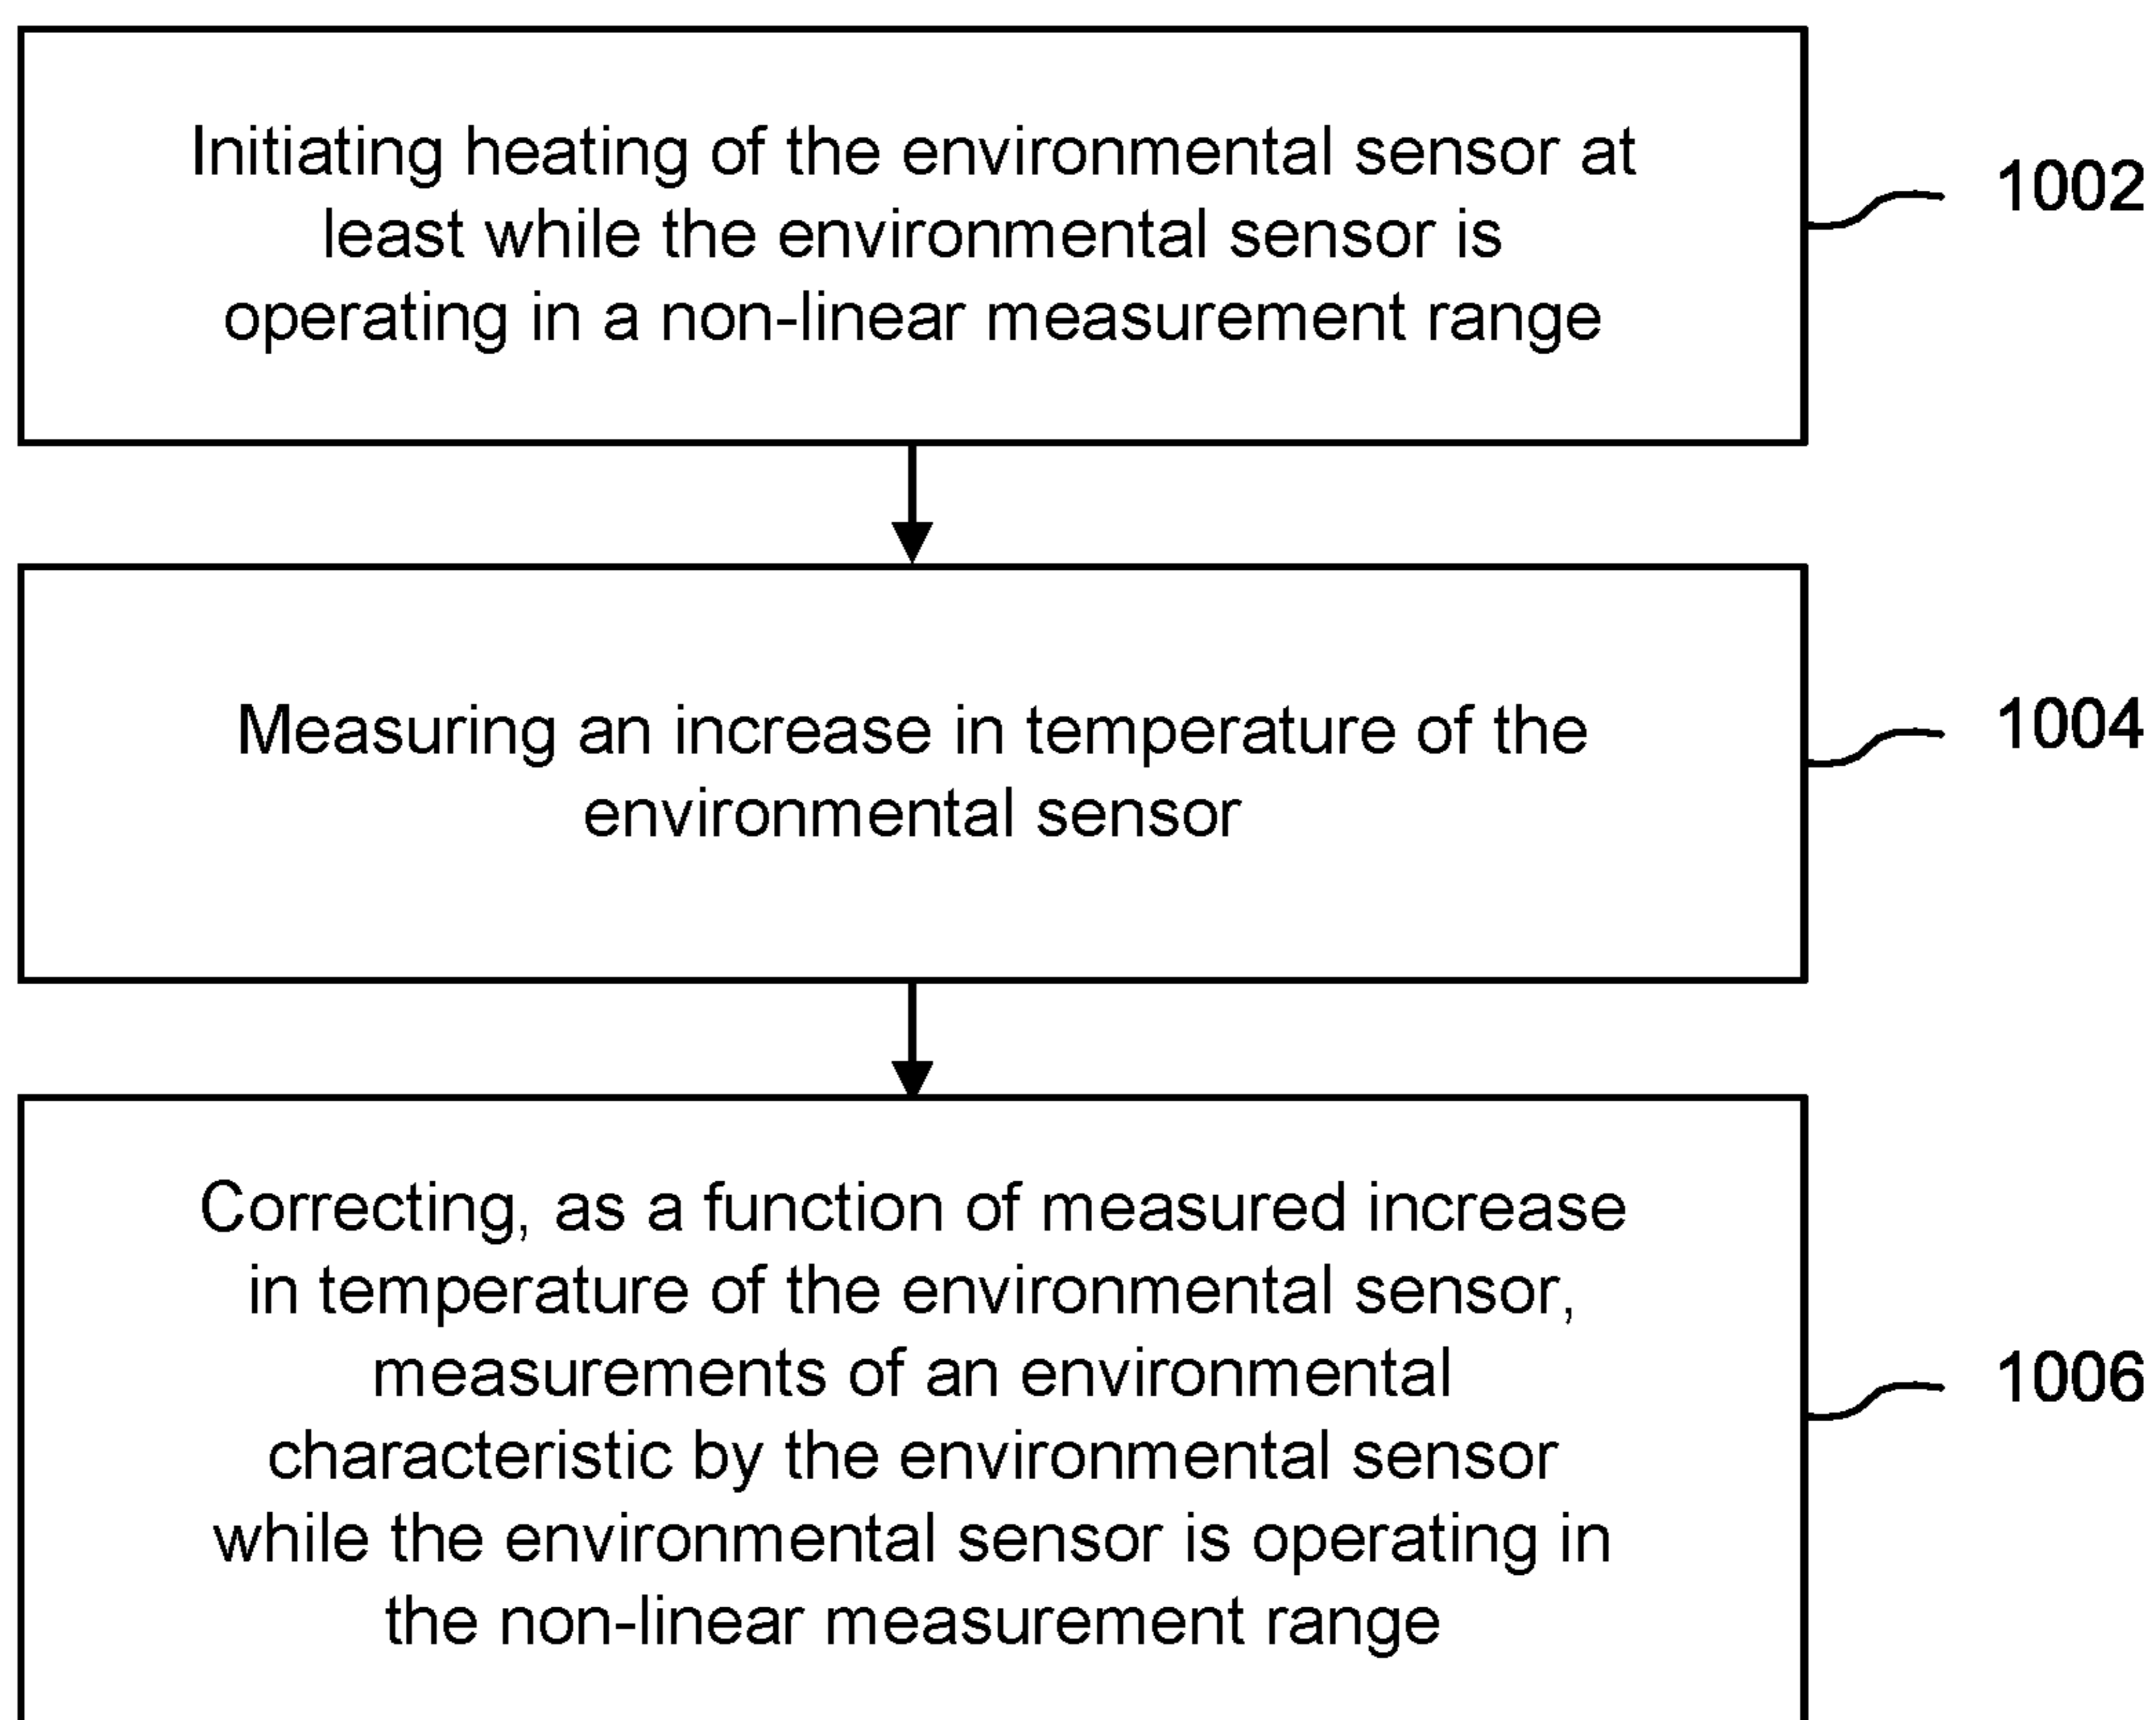 Initiating heating of the environmental sensor at
least while the environmental sensor is
operating in a non-linear measurement range
1002
Measuring an increase in temperature of the
environmental sensor
1004
Correcting, as a function of measured increase
in temperature of the environmental sensor,
measurements of an environmental
characteristic by the environmental sensor
while the environmental sensor is operating in
the non-linear measurement range
1006